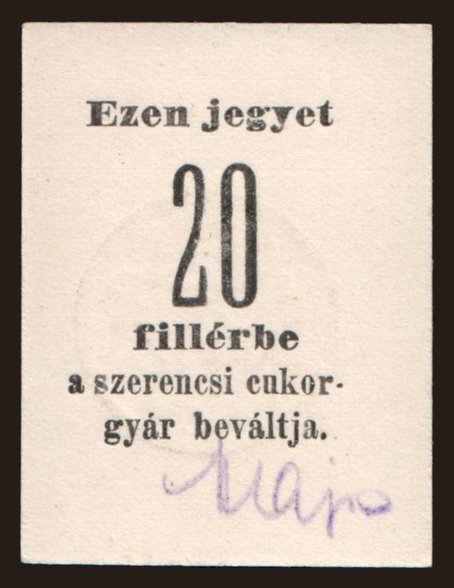 Ezen jegyet
20
fillérbe
a szerencsi cukor-
gyár beváltja.